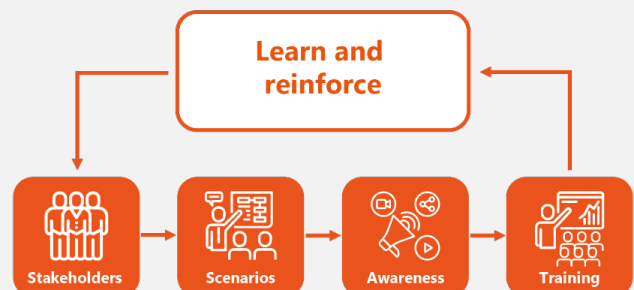 Learn and
reinforce
Stakeholders
Scenarios
Awareness
Training